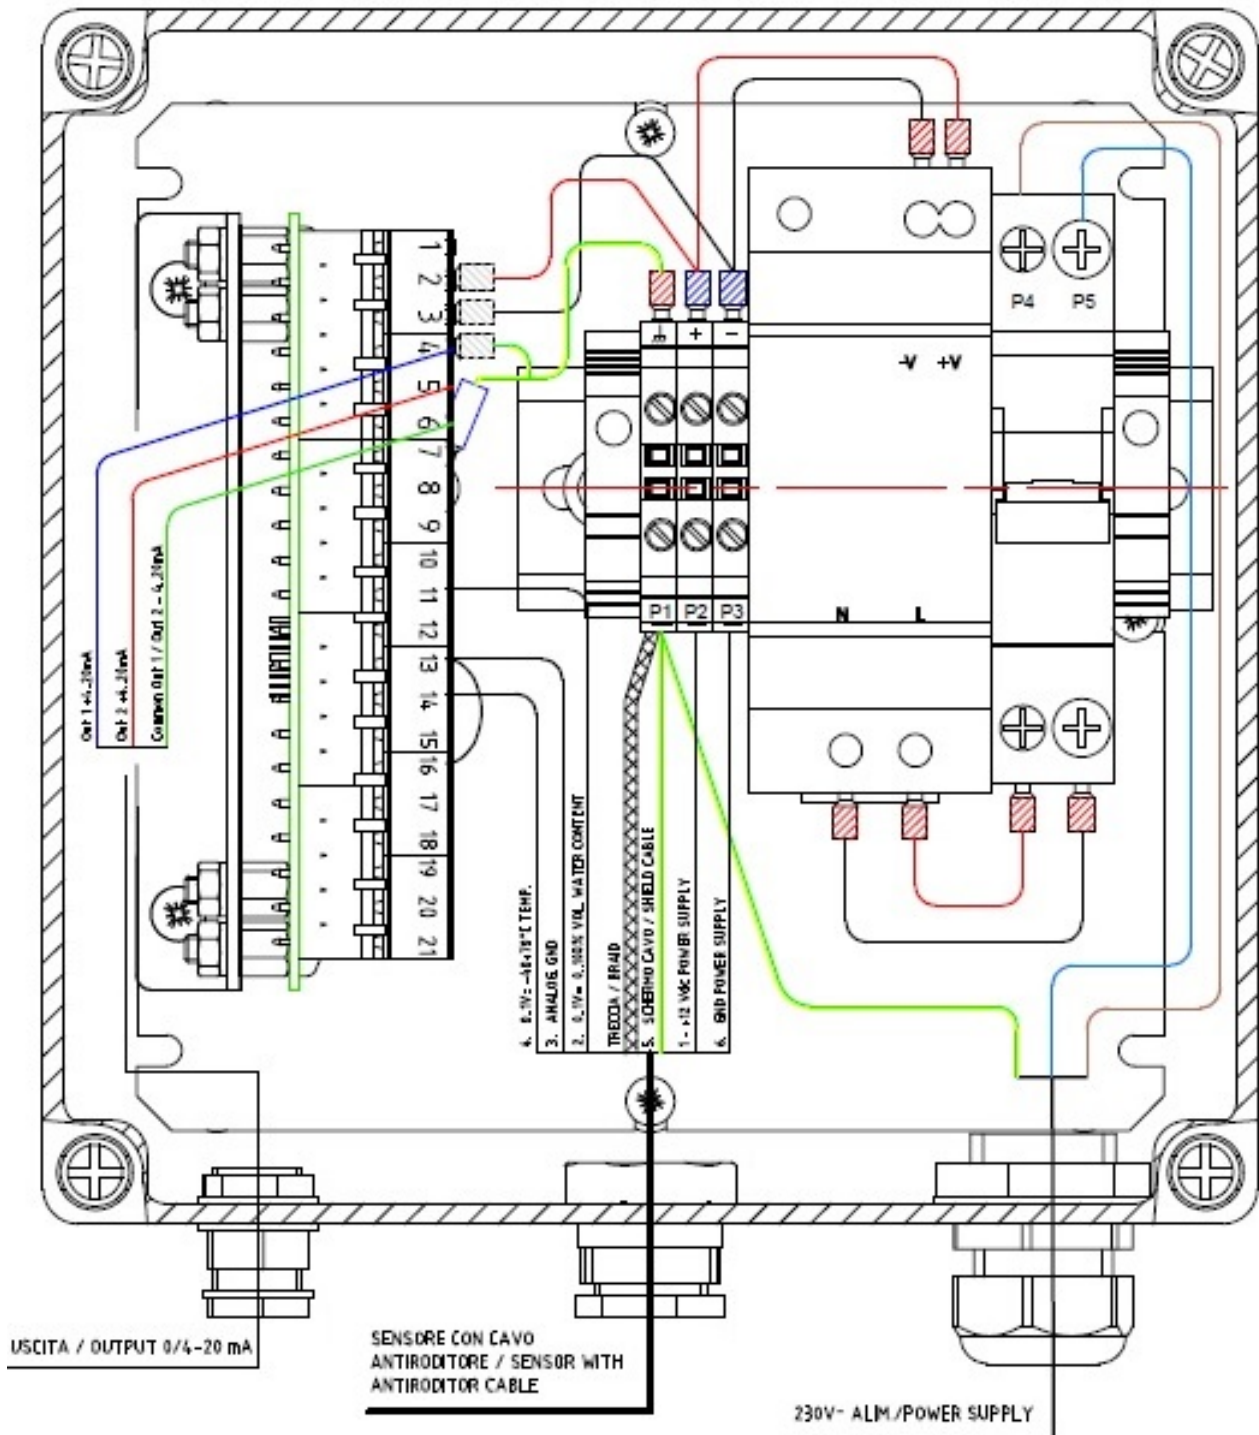 1
2
3
4
5
6
7
8
9
10
11
12
13
14
15
16
17
18
19
20
21
+
-
P1
P2
P3
P4
P5
-V +V
N L
Out 1 +4..20mA
Out 2 +4..20mA
Common Out 1 / Out 2 - 4..20mA
4. 0..1V= -40+70°C TEMP.
3. ANALOG. GND
2. 0..1V= 0..100% VOL. WATER CONTENT
TRECCIA / BRAID
5. SCHERMO CAVO / SHIELD CABLE
1 - +12 Vdc POWER SUPPLY
6. GND POWER SUPPLY
USCITA / OUTPUT 0/4-20 mA
SENSORE CON CAVO
ANTIRODITORE / SENSOR WITH
ANTIRODITOR CABLE
230V- ALIM./POWER SUPPLY